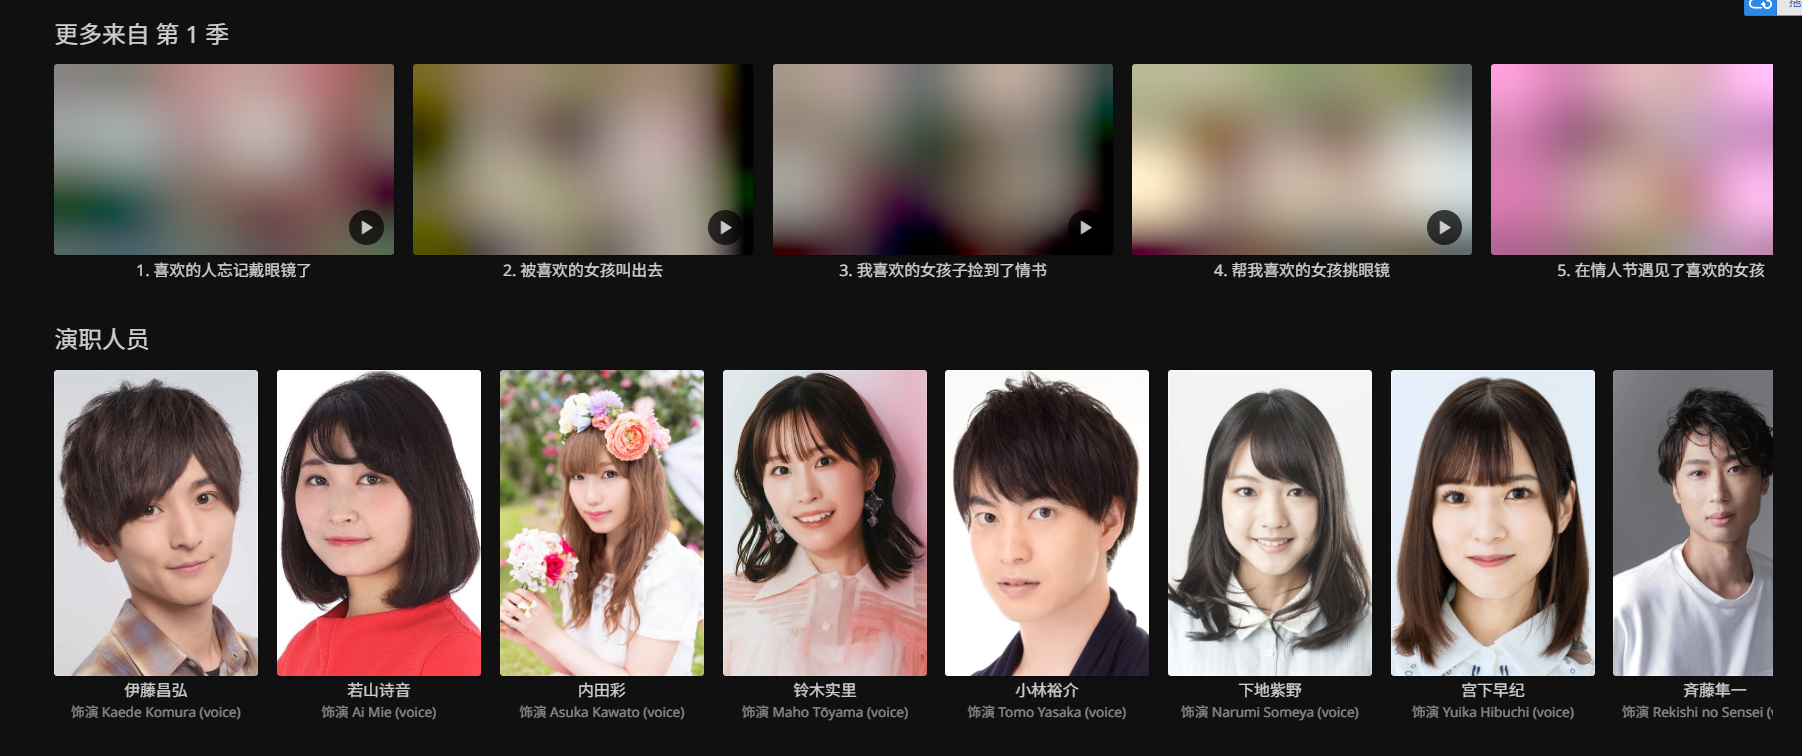 更多来自 第 1 季
1. 喜欢的人忘记戴眼镜了
2. 被喜欢的女孩叫出去
3. 我喜欢的女孩子捡到了情书
4. 帮我喜欢的女孩挑眼镜
5. 在情人节遇见了喜欢的女孩
演职人员
伊藤昌弘
饰演 Kaede Komura (voice)
若山诗音
饰演 Ai Mie (voice)
内田彩
饰演 Asuka Kawato (voice)
铃木实里
饰演 Maho Tōyama (voice)
小林裕介
饰演 Tomo Yasaka (voice)
下地紫野
饰演 Narumi Someya (voice)
宫下早纪
饰演 Yuika Hibuchi (voice)
斉藤隼一
饰演 Rekishi no Sensei (